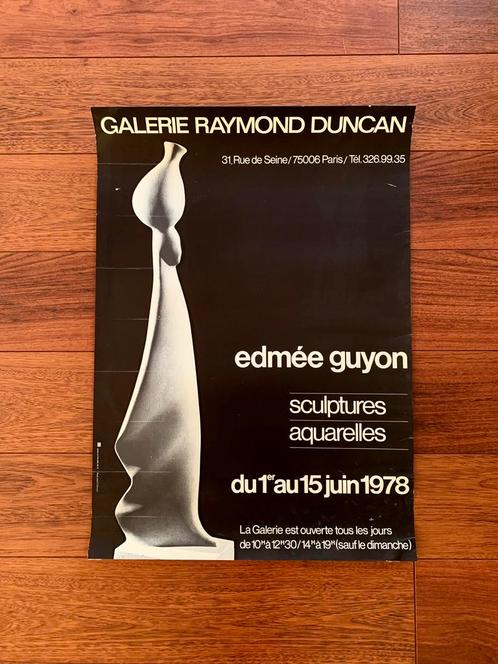 GALERIE RAYMOND DUNCAN
31, Rue de Seine / 75006 Paris / Tél. 326.99.35
edmée guyon
sculptures
aquarelles
du 1er au 15 juin 1978
La Galerie est ouverte tous les jours
de 10H à 12H30 / 14H à 19H (sauf le dimanche)